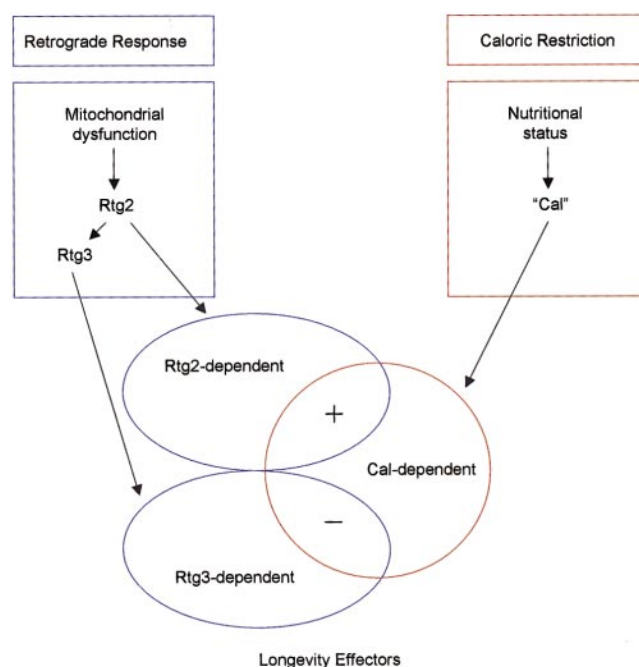 Retrograde Response
Caloric Restriction
Mitochondrial
dysfunction
Rtg2
Rtg3
Nutritional
status
"Cal"
Rtg2-dependent
+
Cal-dependent
−
Rtg3-dependent
Longevity Effectors